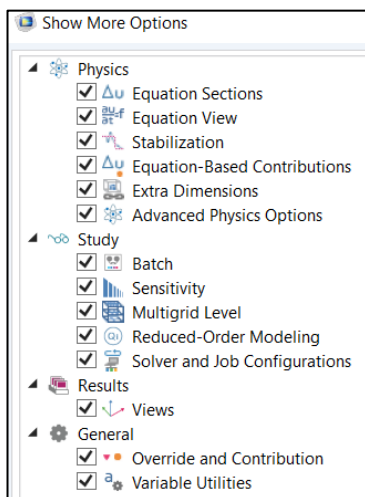 Show More Options
Physics
Equation Sections
Equation View
Stabilization
Equation-Based Contributions
Extra Dimensions
Advanced Physics Options
Study
Batch
Sensitivity
Multigrid Level
Reduced-Order Modeling
Solver and Job Configurations
Results
Views
General
Override and Contribution
Variable Utilities